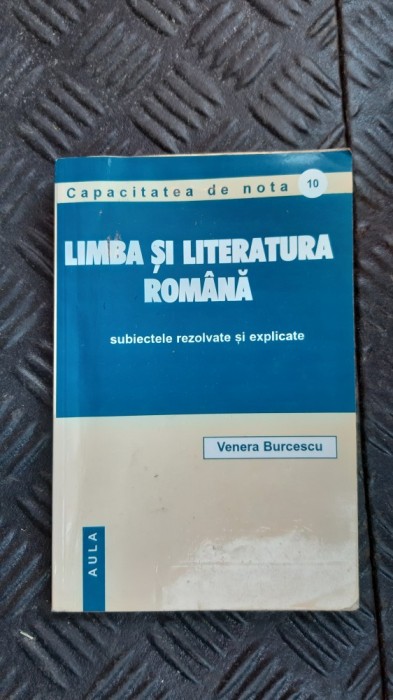 Capacitatea de nota 10
LIMBA ȘI LITERATURA
ROMÂNĂ
subiectele rezolvate și explicate
Venera Burcescu
AULA